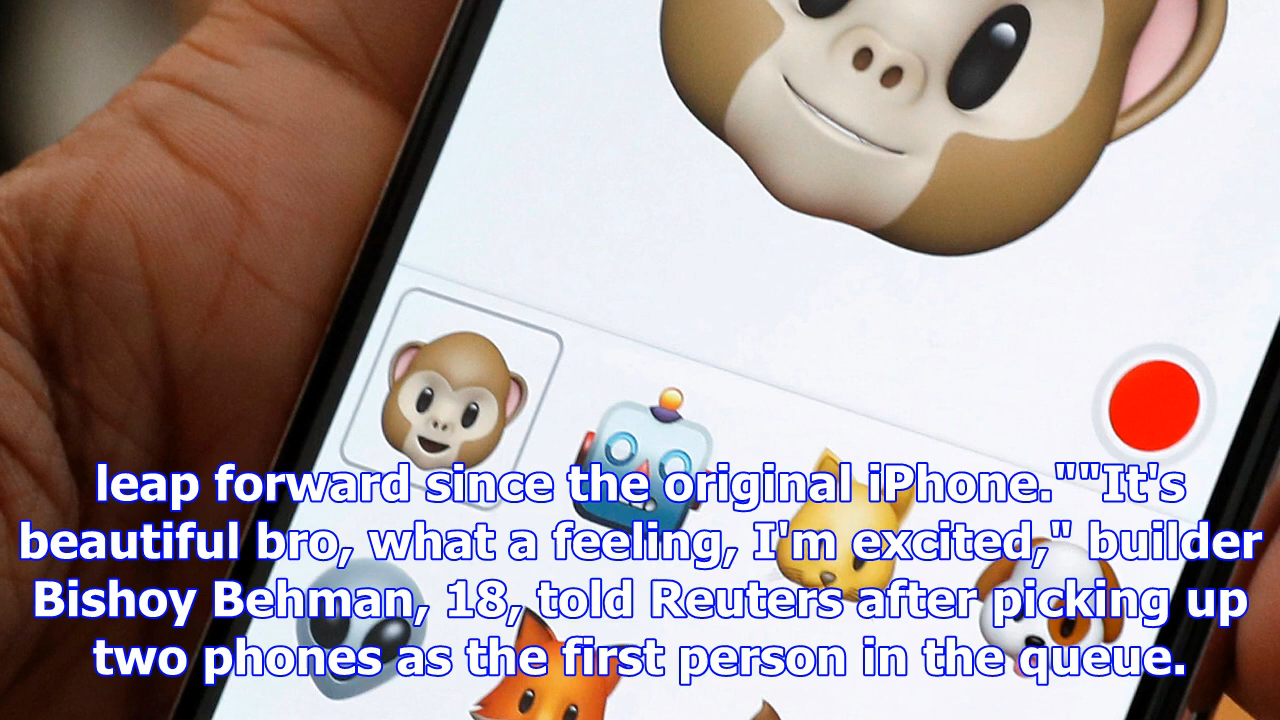 leap forward since the original iPhone.""It's
beautiful bro, what a feeling, I'm excited," builder
Bishoy Behman, 18, told Reuters after picking up
two phones as the first person in the queue.